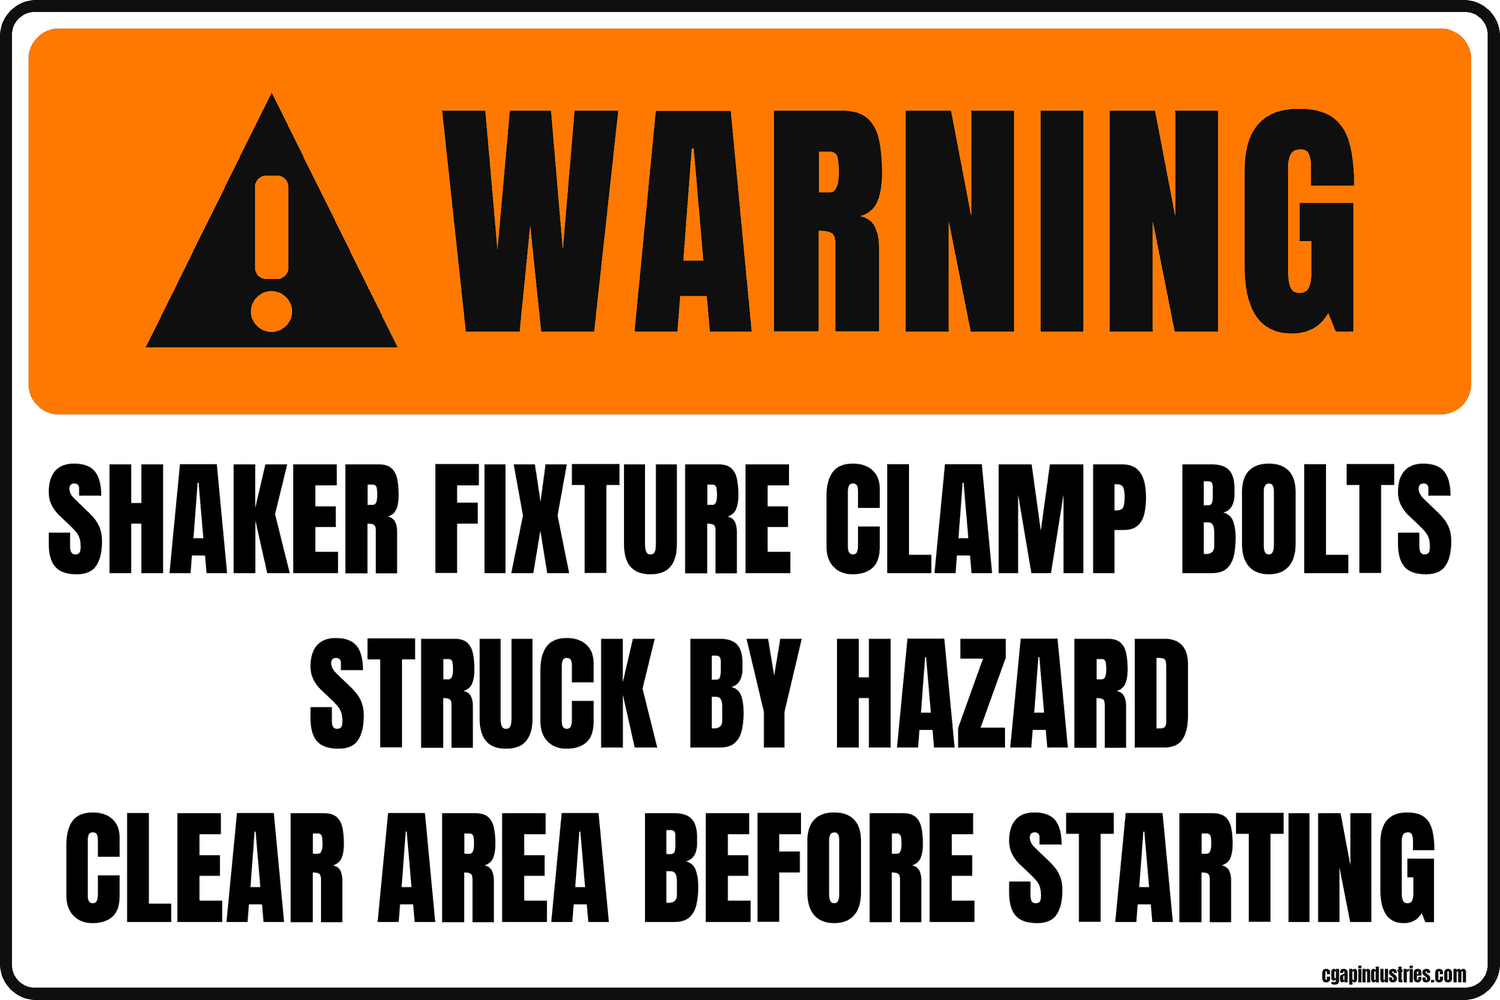 WARNING
SHAKER FIXTURE CLAMP BOLTS
STRUCK BY HAZARD
CLEAR AREA BEFORE STARTING
cgapindustries.com